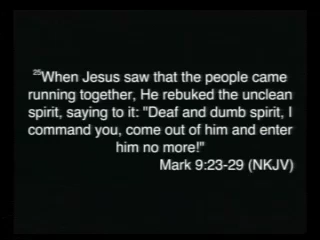 25When Jesus saw that the people came
running together, He rebuked the unclean
spirit, saying to it: "Deaf and dumb spirit, I
command you, come out of him and enter
him no more!"
Mark 9:23-29 (NKJV)